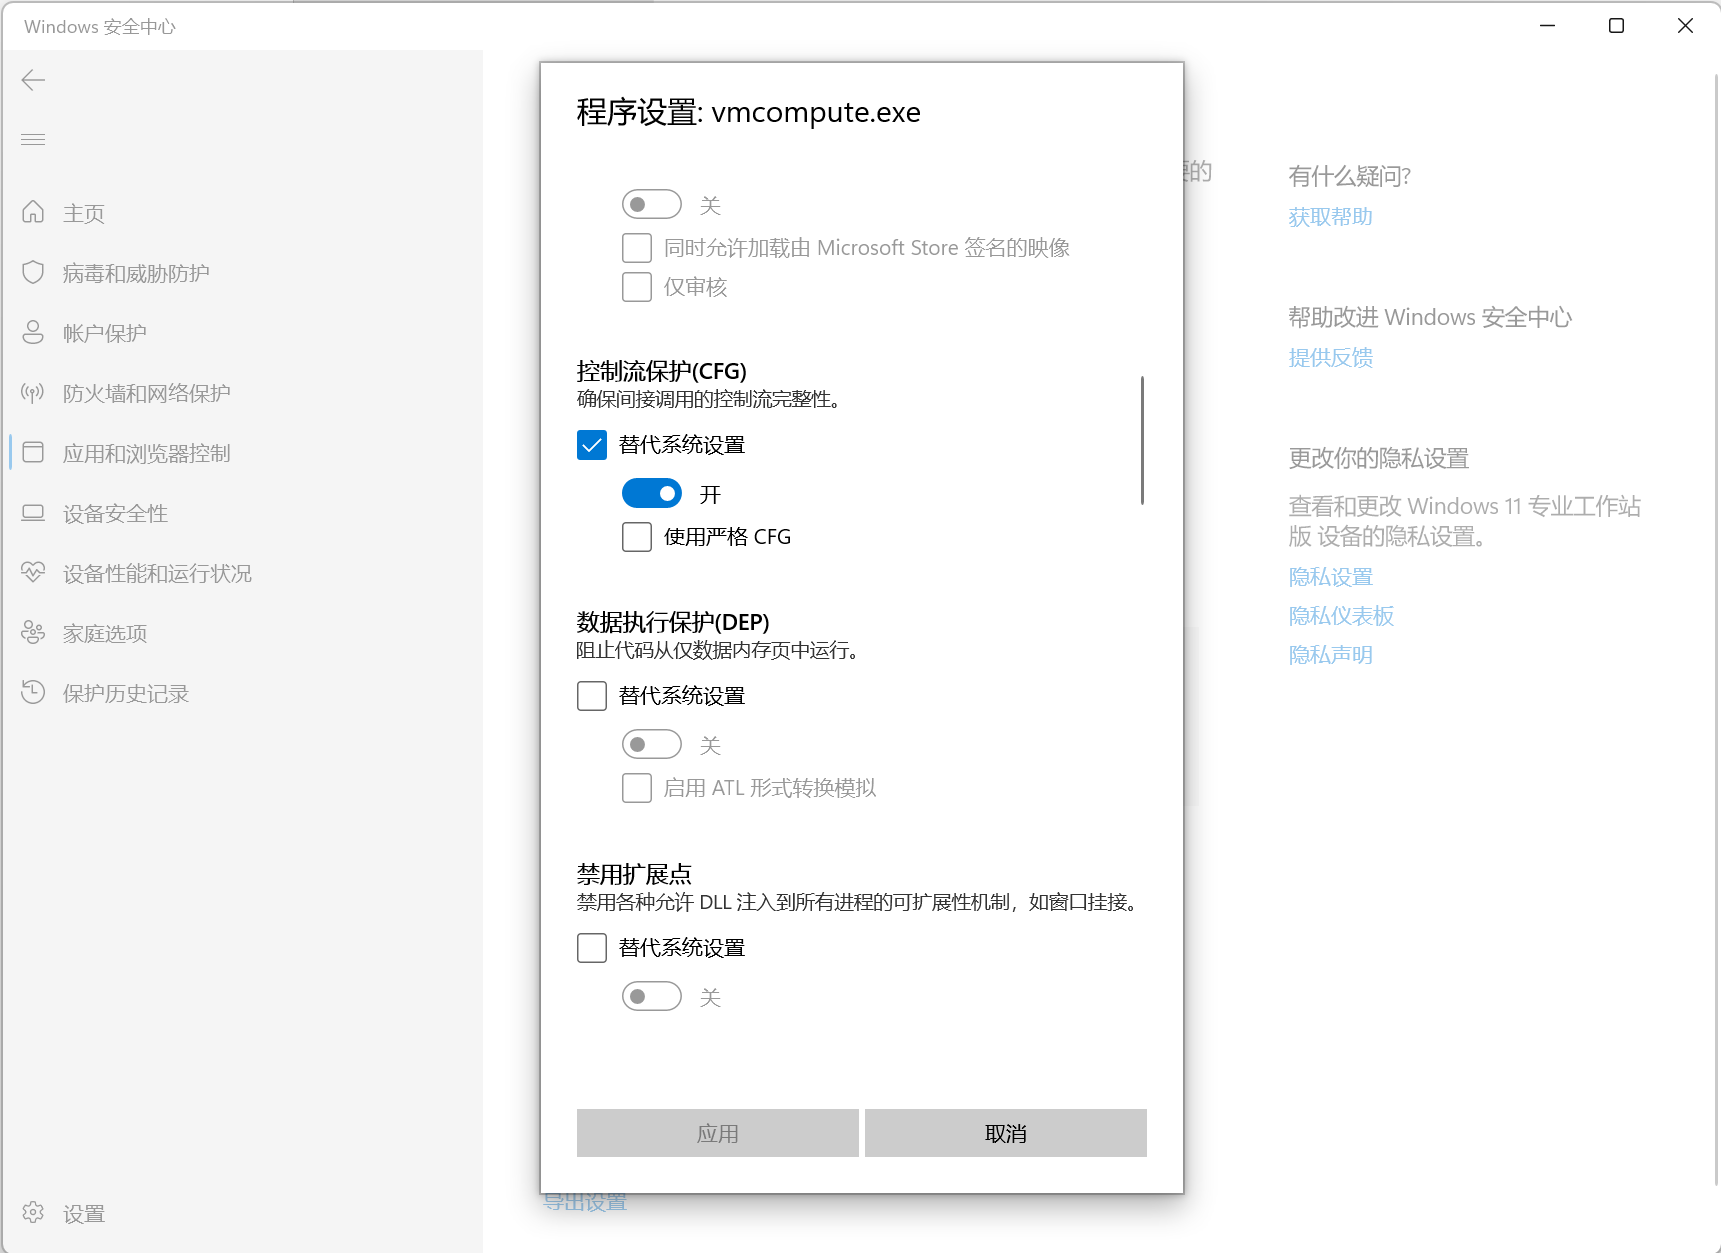 Windows 安全中心
主页
病毒和威胁防护
帐户保护
防火墙和网络保护
应用和浏览器控制
设备安全性
设备性能和运行状况
家庭选项
保护历史记录
设置
程序设置: vmcompute.exe
关
同时允许加载由 Microsoft Store 签名的映像
仅审核
控制流保护(CFG)
确保间接调用的控制流完整性。
替代系统设置
开
使用严格 CFG
数据执行保护(DEP)
阻止代码从仅数据内存页中运行。
替代系统设置
关
启用 ATL 形式转换模拟
禁用扩展点
禁用各种允许 DLL 注入到所有进程的可扩展性机制，如窗口挂接。
替代系统设置
关
应用
取消
导出设置
要的
有什么疑问?
获取帮助
帮助改进 Windows 安全中心
提供反馈
更改你的隐私设置
查看和更改 Windows 11 专业工作站
版 设备的隐私设置。
隐私设置
隐私仪表板
隐私声明